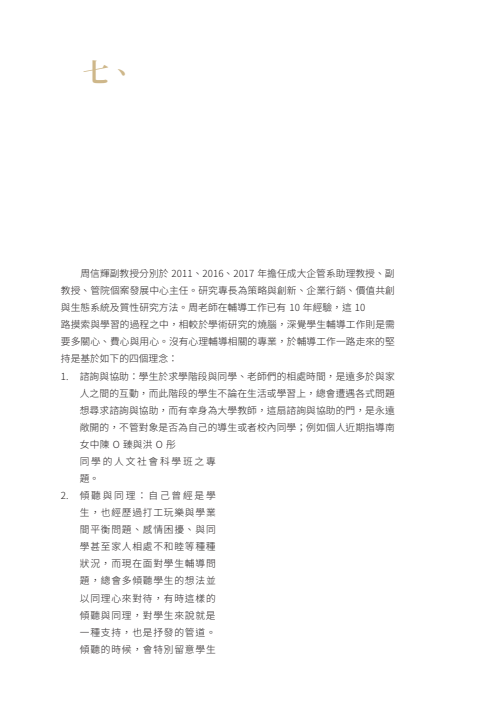 七、
周信輝副教授分別於 2011、2016、2017 年擔任成大企管系助理教授、副
教授、管院個案發展中心主任。研究專長為策略與創新、企業行銷、價值共創
與生態系統及質性研究方法。周老師在輔導工作已有 10 年經驗，這 10
路摸索與學習的過程之中，相較於學術研究的燒腦，深覺學生輔導工作則是需
要多關心、費心與用心。沒有心理輔導相關的專業，於輔導工作一路走來的堅
持是基於如下的四個理念：
1. 諮詢與協助：學生於求學階段與同學、老師們的相處時間，是遠多於與家
人之間的互動，而此階段的學生不論在生活或學習上，總會遭遇各式問題
想尋求諮詢與協助，而有幸身為大學教師，這扇諮詢與協助的門，是永遠
敞開的，不管對象是否為自己的導生或者校內同學；例如個人近期指導南
女中陳 O 臻與洪 O 彤
同學的人文社會科學班之專
題。
2. 傾聽與同理：自己曾經是學
生，也經歷過打工玩樂與學業
間平衡問題、感情困擾、與同
學甚至家人相處不和睦等種種
狀況，而現在面對學生輔導問
題，總會多傾聽學生的想法並
以同理心來對待，有時這樣的
傾聽與同理，對學生來說就是
一種支持，也是抒發的管道。
傾聽的時候，會特別留意學生